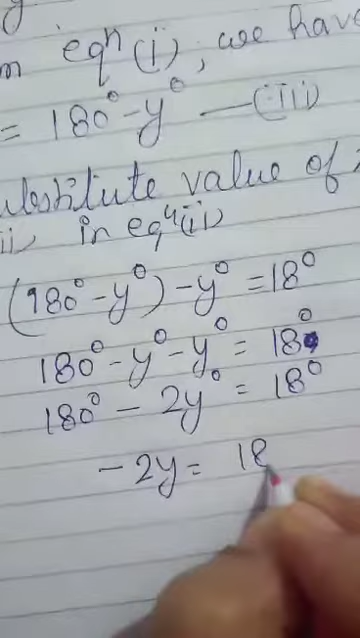 eqⁿ (i), we have
= 180° - y° — (iii)
substitute value of
in eqⁿ (ii)
(180° - y°) - y° = 18°
180° - y° - y° = 18°
180° - 2y° = 18°
- 2y = 18